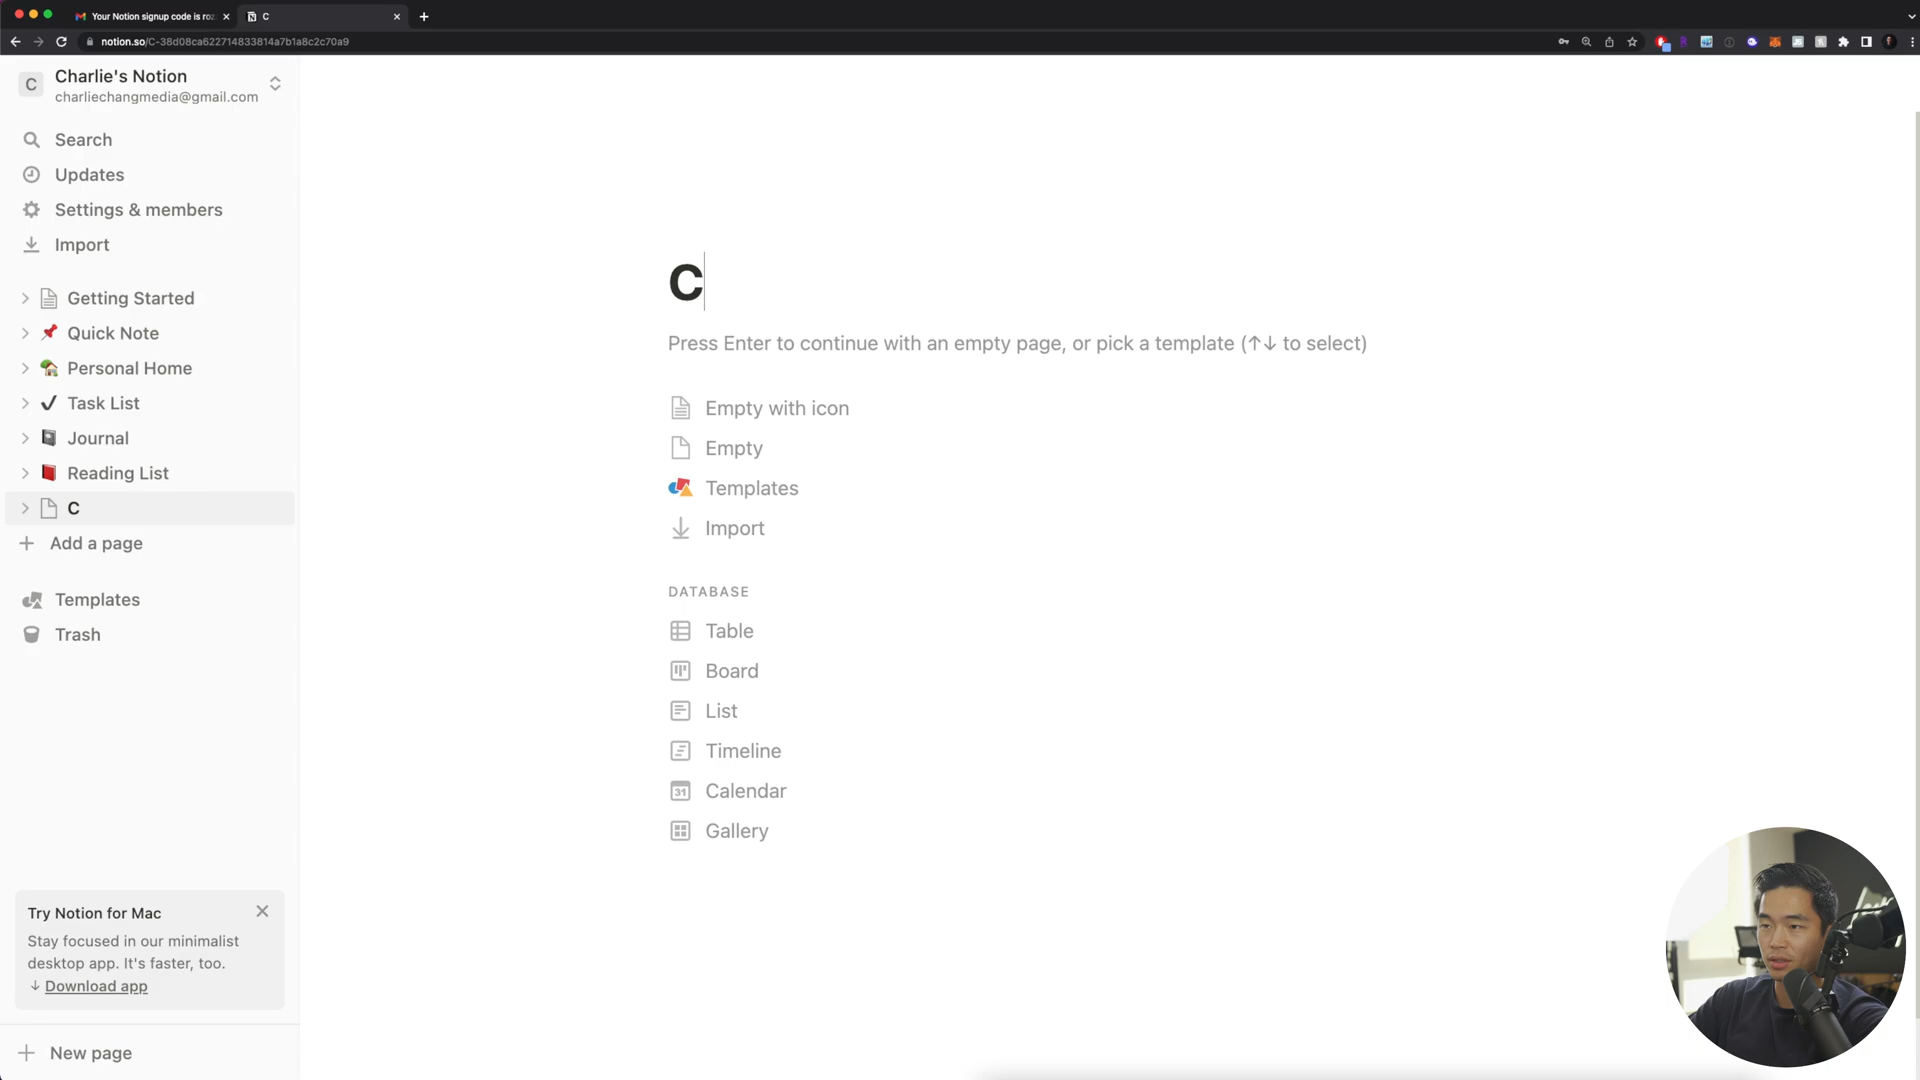 Your Notion signup code is roz
C
notion.so/C-38d08ca622714833814a7b1a8c2c70a9
C
Charlie's Notion
charliechangmedia@gmail.com
Search
Updates
Settings & members
Import
Getting Started
Quick Note
Personal Home
Task List
Journal
Reading List
C
Add a page
Templates
Trash
Try Notion for Mac
Stay focused in our minimalist
desktop app. It's faster, too.
↓ Download app
New page
C
Press Enter to continue with an empty page, or pick a template (↑↓ to select)
Empty with icon
Empty
Templates
Import
DATABASE
Table
Board
List
Timeline
31
Calendar
Gallery